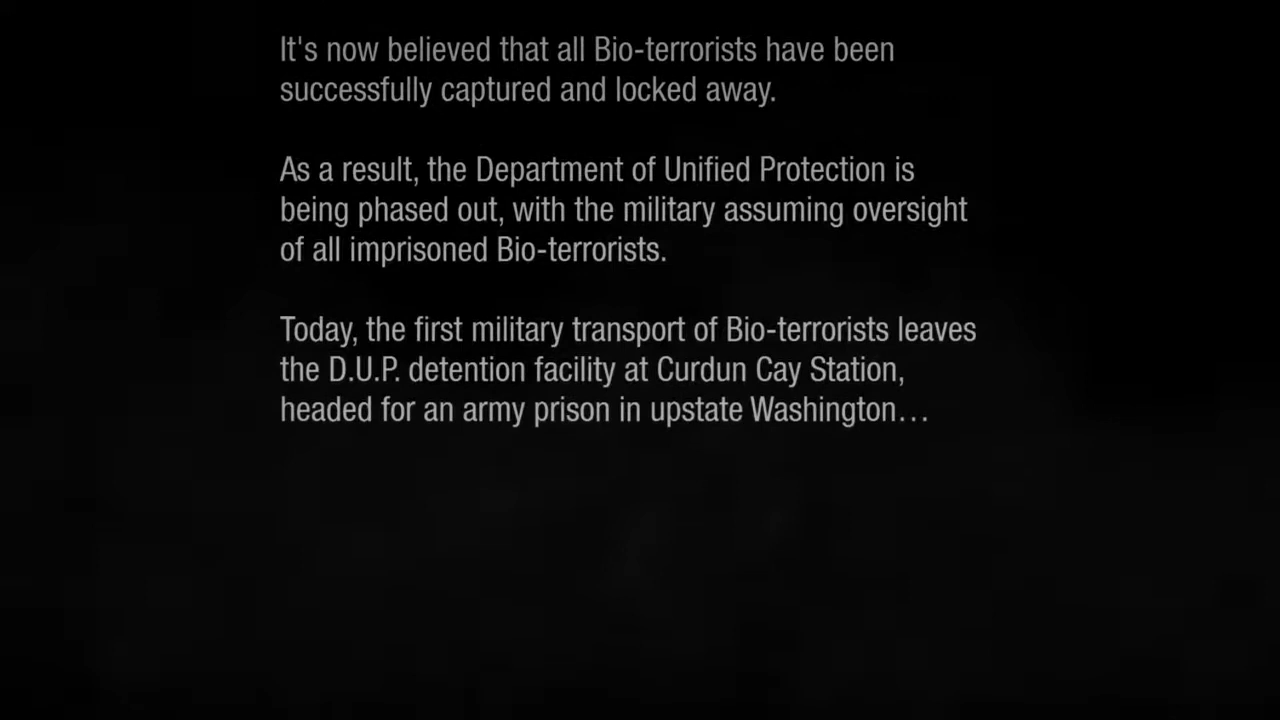 It's now believed that all Bio-terrorists have been
successfully captured and locked away.
As a result, the Department of Unified Protection is
being phased out, with the military assuming oversight
of all imprisoned Bio-terrorists.
Today, the first military transport of Bio-terrorists leaves
the D.U.P. detention facility at Curdun Cay Station,
headed for an army prison in upstate Washington…